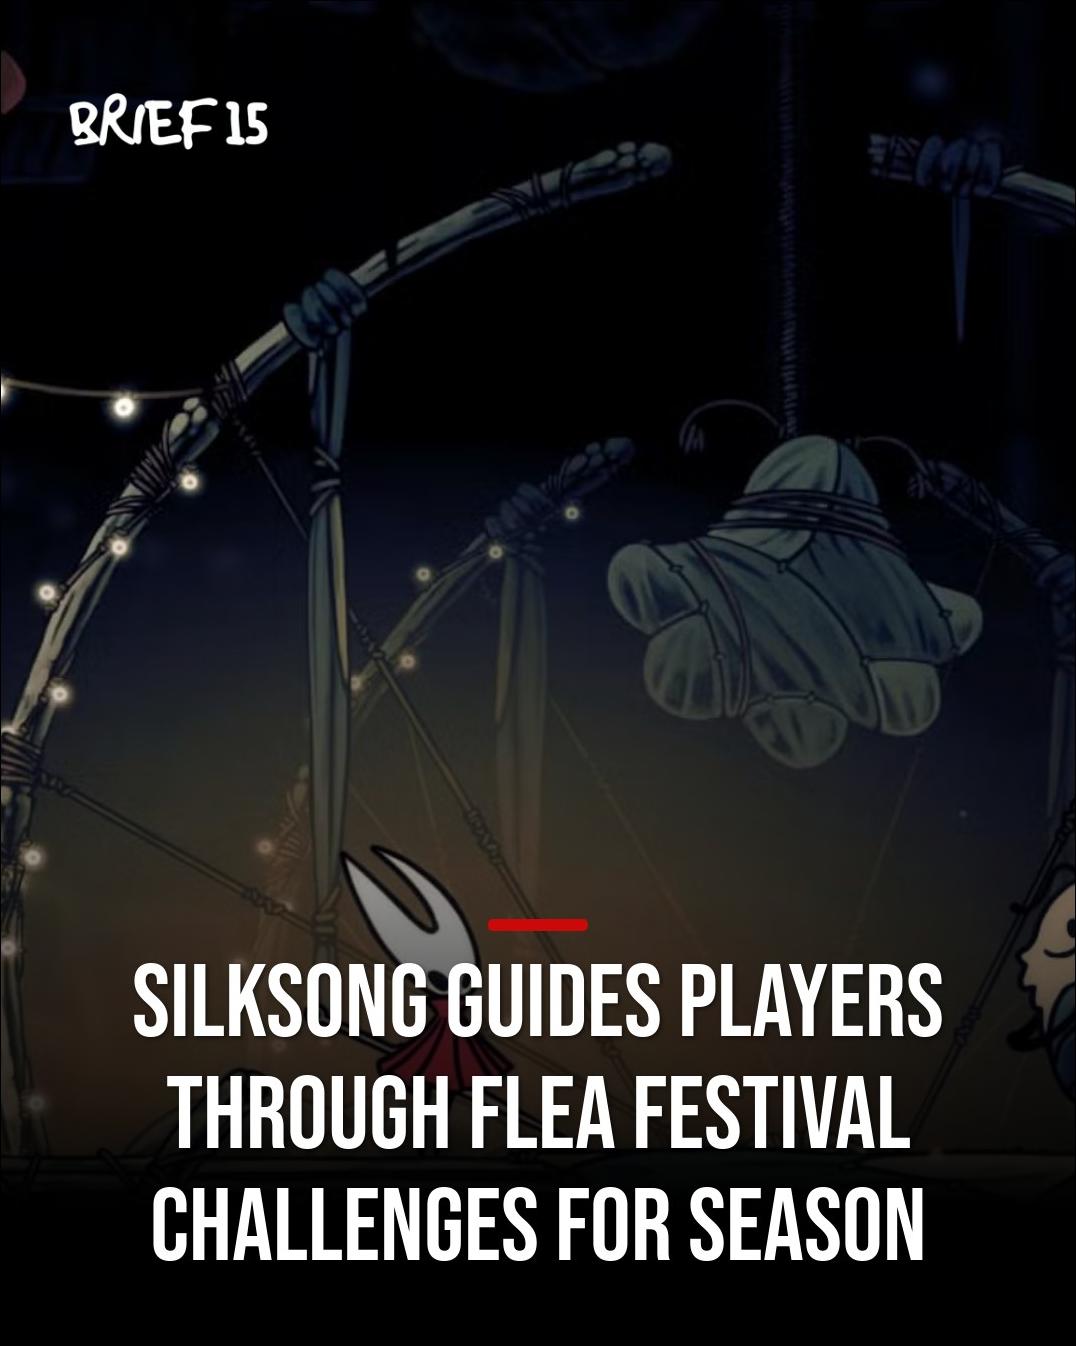 BRIEF 15
SILKSONG GUIDES PLAYERS
THROUGH FLEA FESTIVAL
CHALLENGES FOR SEASON